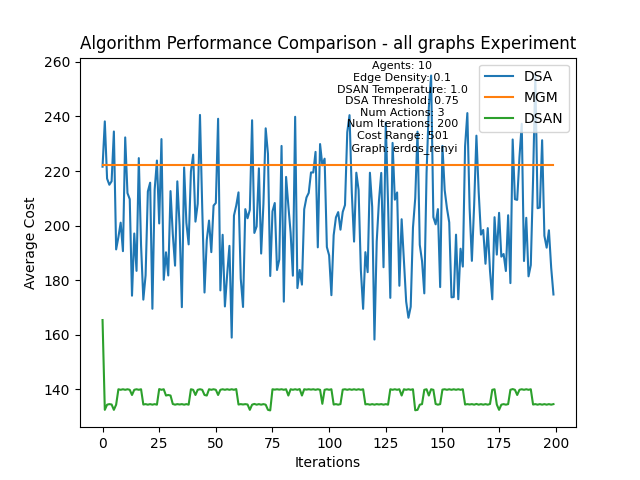 Algorithm Performance Comparison - all graphs Experiment
Agents: 10
Edge Density: 0.1
DSAN Temperature: 1.0
DSA Threshold: 0.75
Num Actions: 3
Num Iterations: 200
Cost Range: 501
Graph: erdos_renyi
DSA
MGM
DSAN
Average Cost
260
240
220
200
180
160
140
0
25
50
75
100
125
150
175
200
Iterations